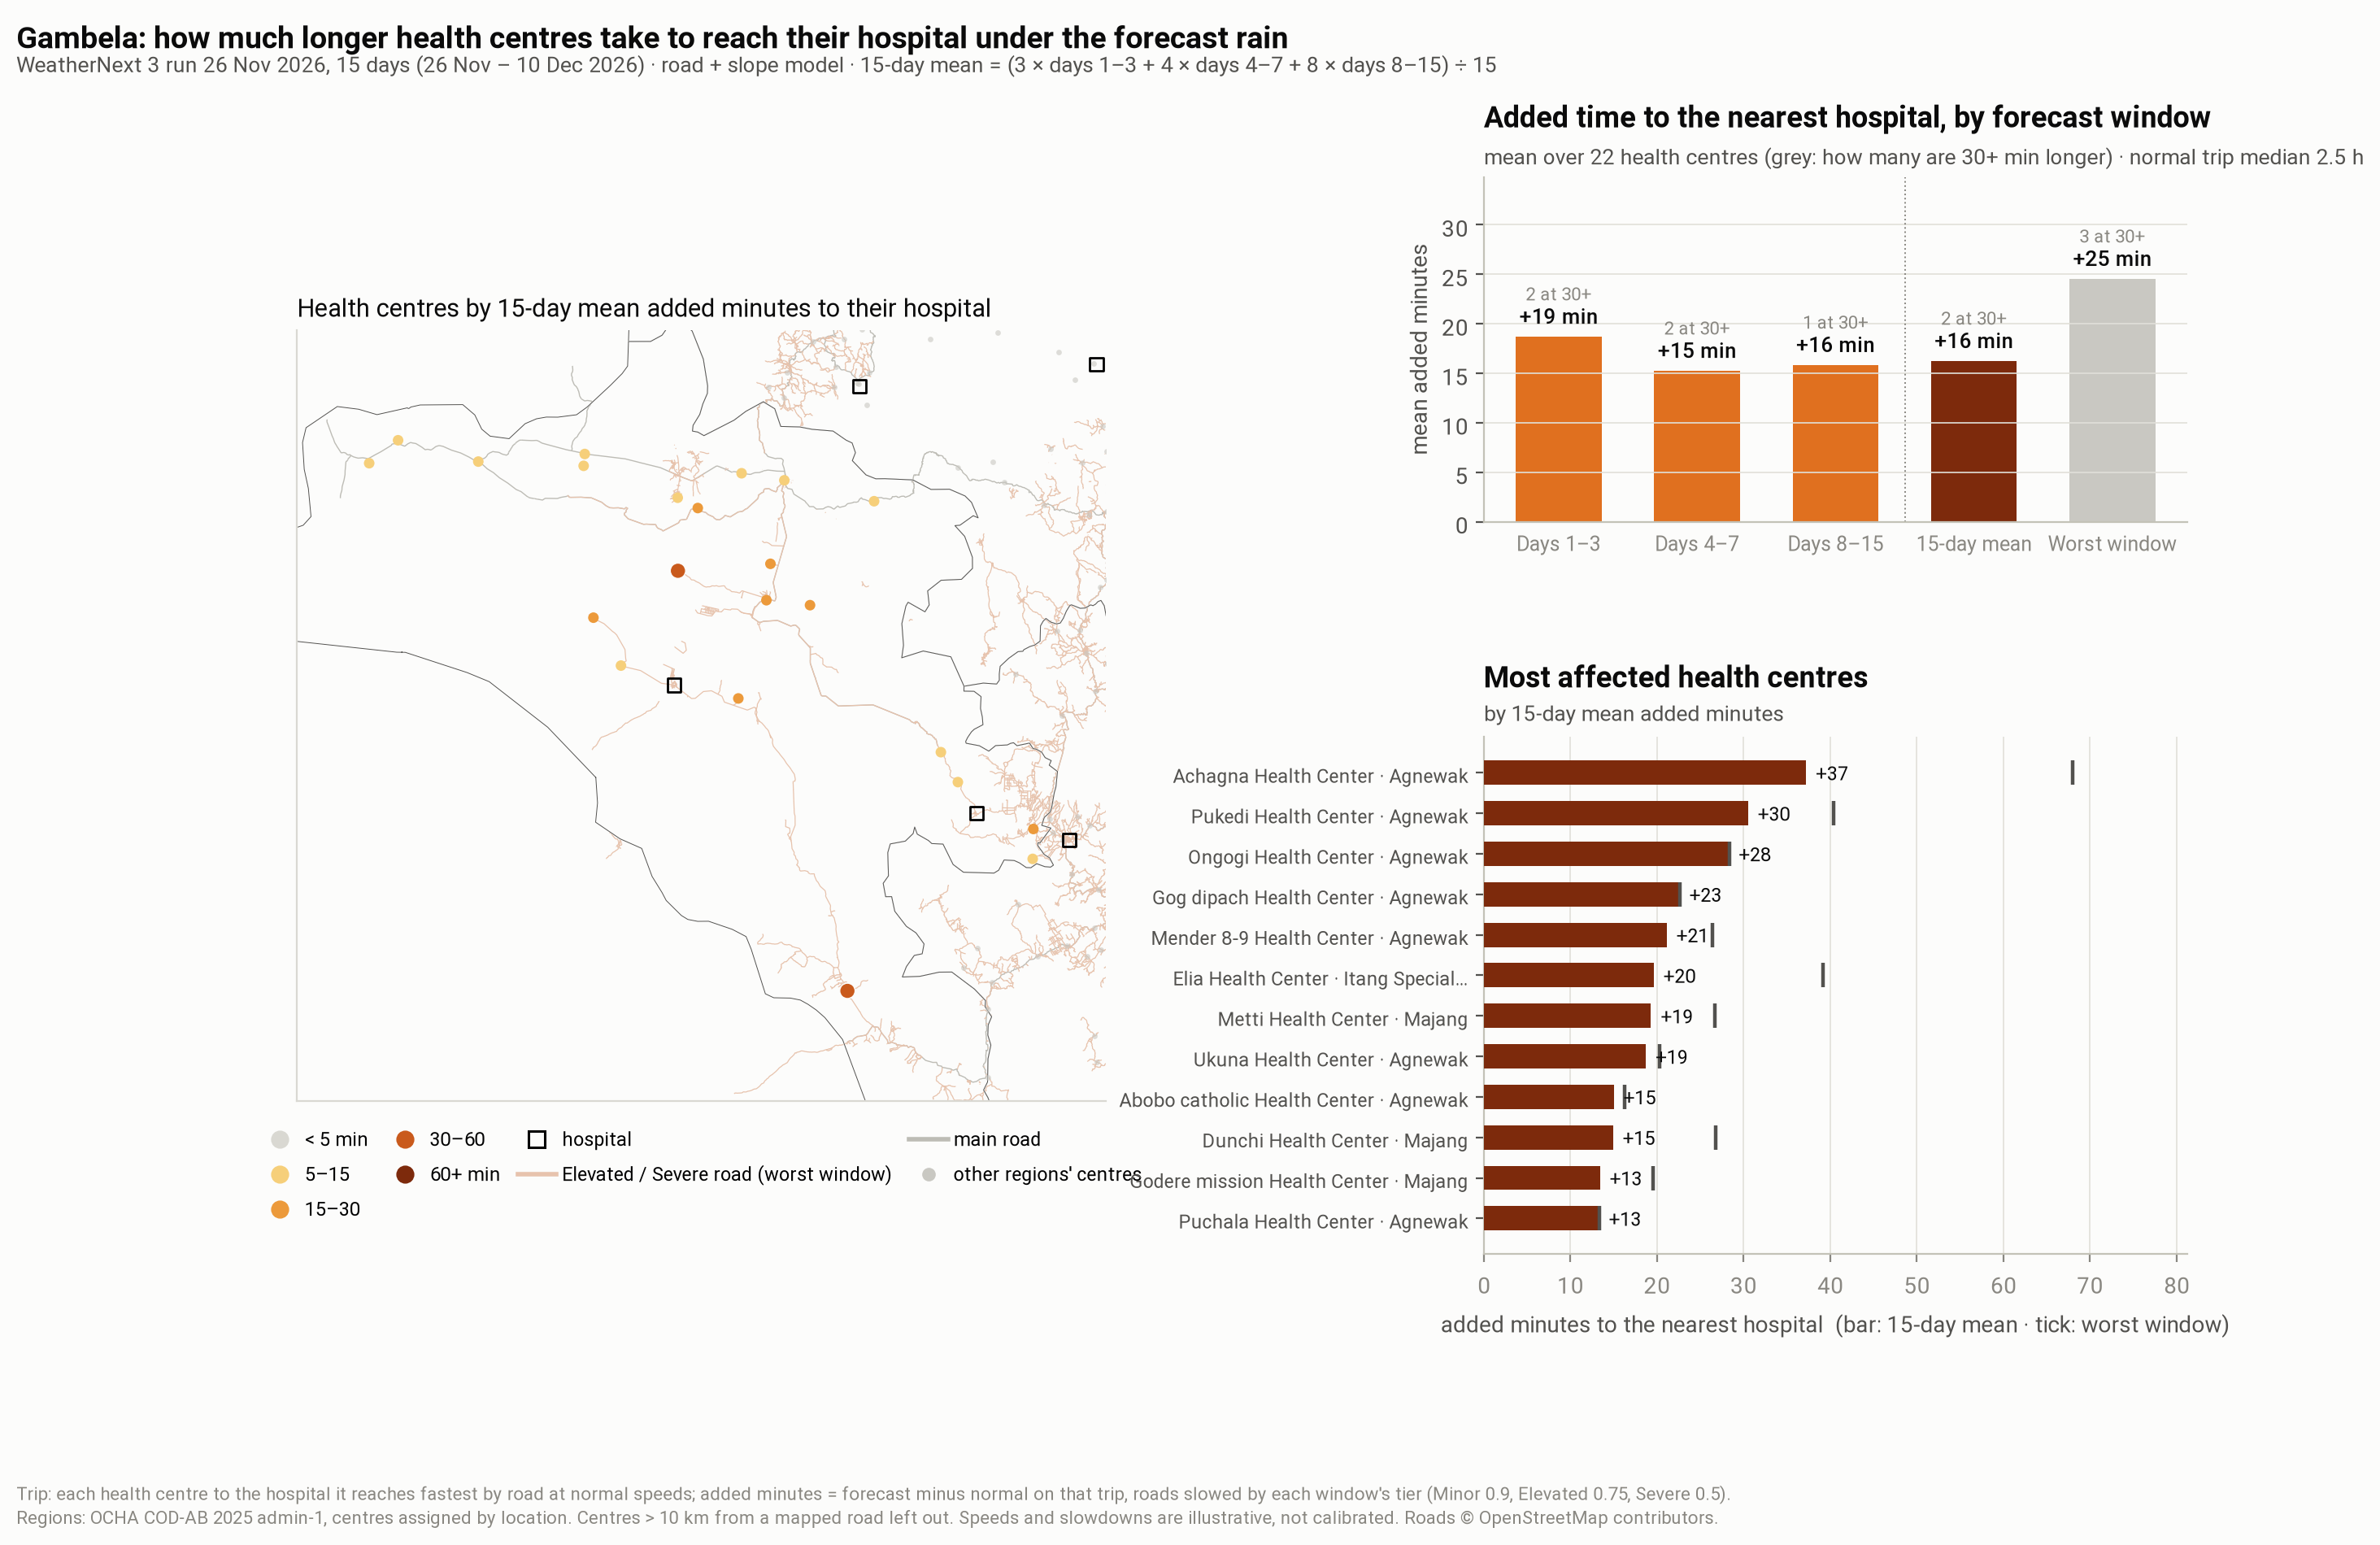 Gambela: how much longer health centres take to reach their hospital under the forecast rain
WeatherNext 3 run 26 Nov 2026, 15 days (26 Nov – 10 Dec 2026) · road + slope model · 15-day mean = (3 × days 1–3 + 4 × days 4–7 + 8 × days 8–15) ÷ 15
Health centres by 15-day mean added minutes to their hospital
< 5 min
5–15
15–30
30–60
60+ min
hospital
Elevated / Severe road (worst window)
main road
other regions' centres
Added time to the nearest hospital, by forecast window
mean over 22 health centres (grey: how many are 30+ min longer) · normal trip median 2.5 h
mean added minutes
30
25
20
15
10
5
0
2 at 30+
+19 min
2 at 30+
+15 min
1 at 30+
+16 min
2 at 30+
+16 min
3 at 30+
+25 min
Days 1–3
Days 4–7
Days 8–15
15-day mean
Worst window
Most affected health centres
by 15-day mean added minutes
Achagna Health Center · Agnewak +37
Pukedi Health Center · Agnewak +30
Ongogi Health Center · Agnewak +28
Gog dipach Health Center · Agnewak +23
Mender 8-9 Health Center · Agnewak +21
Elia Health Center · Itang Special... +20
Metti Health Center · Majang +19
Ukuna Health Center · Agnewak +19
Abobo catholic Health Center · Agnewak +15
Dunchi Health Center · Majang +15
Godere mission Health Center · Majang +13
Puchala Health Center · Agnewak +13
0 10 20 30 40 50 60 70 80
added minutes to the nearest hospital (bar: 15-day mean · tick: worst window)
Trip: each health centre to the hospital it reaches fastest by road at normal speeds; added minutes = forecast minus normal on that trip, roads slowed by each window's tier (Minor 0.9, Elevated 0.75, Severe 0.5).
Regions: OCHA COD-AB 2025 admin-1, centres assigned by location. Centres > 10 km from a mapped road left out. Speeds and slowdowns are illustrative, not calibrated. Roads © OpenStreetMap contributors.